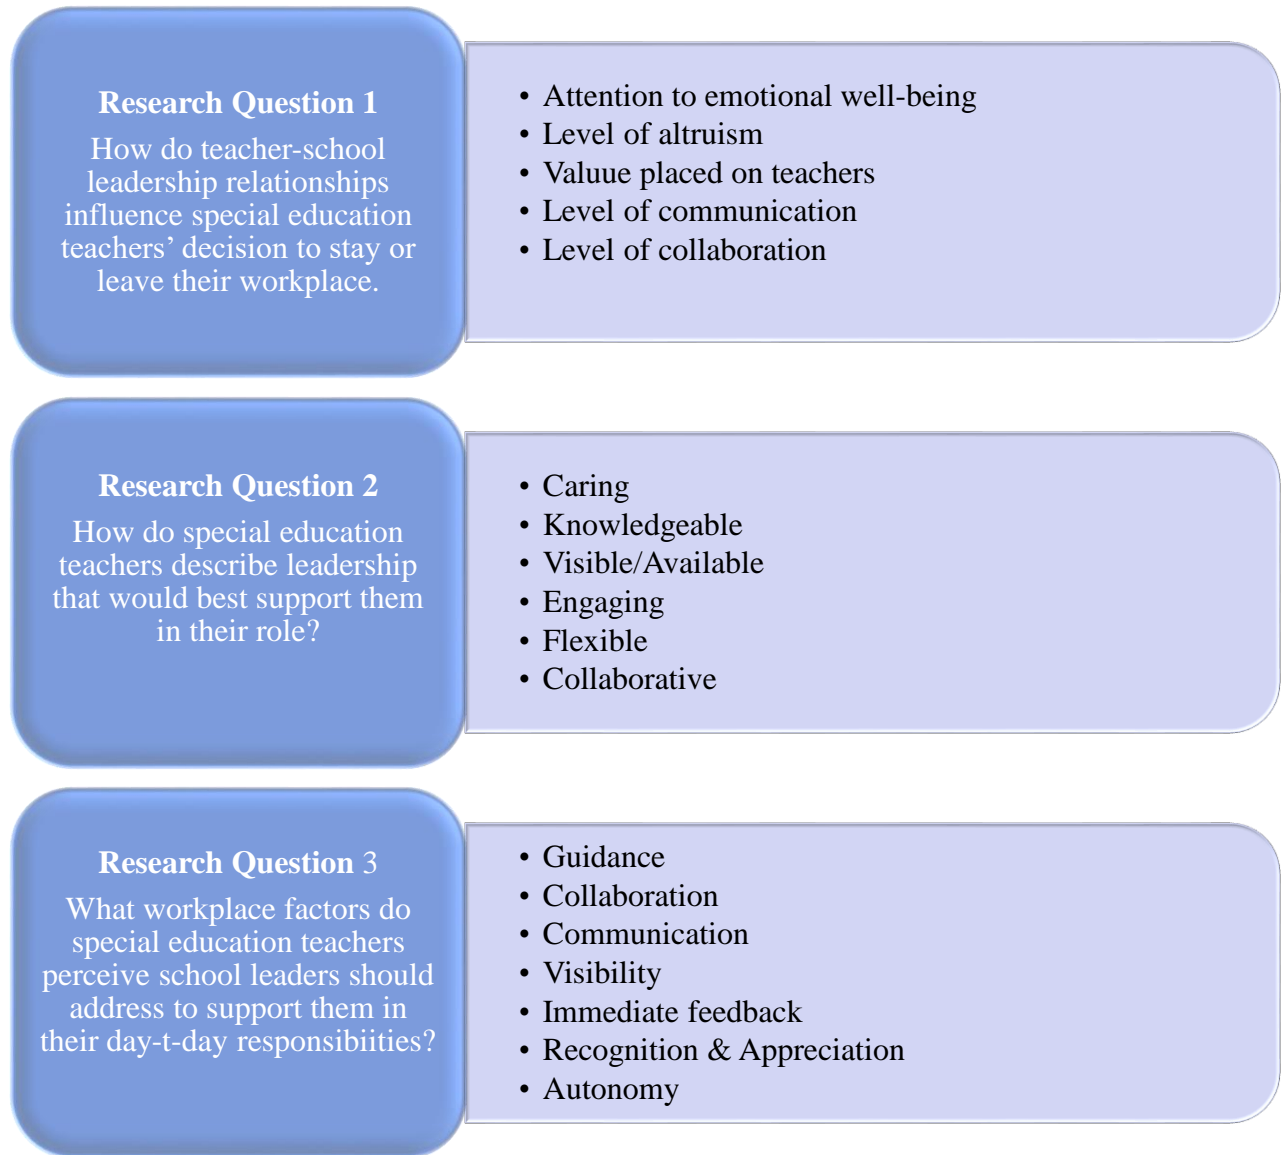 Research Question 1
How do teacher-school
leadership relationships
influence special education
teachers’ decision to stay or
leave their workplace.
• Attention to emotional well-being
• Level of altruism
• Valuue placed on teachers
• Level of communication
• Level of collaboration
Research Question 2
How do special education
teachers describe leadership
that would best support them
in their role?
• Caring
• Knowledgeable
• Visible/Available
• Engaging
• Flexible
• Collaborative
Research Question 3
What workplace factors do
special education teachers
perceive school leaders should
address to support them in
their day-t-day responsibiities?
• Guidance
• Collaboration
• Communication
• Visibility
• Immediate feedback
• Recognition & Appreciation
• Autonomy